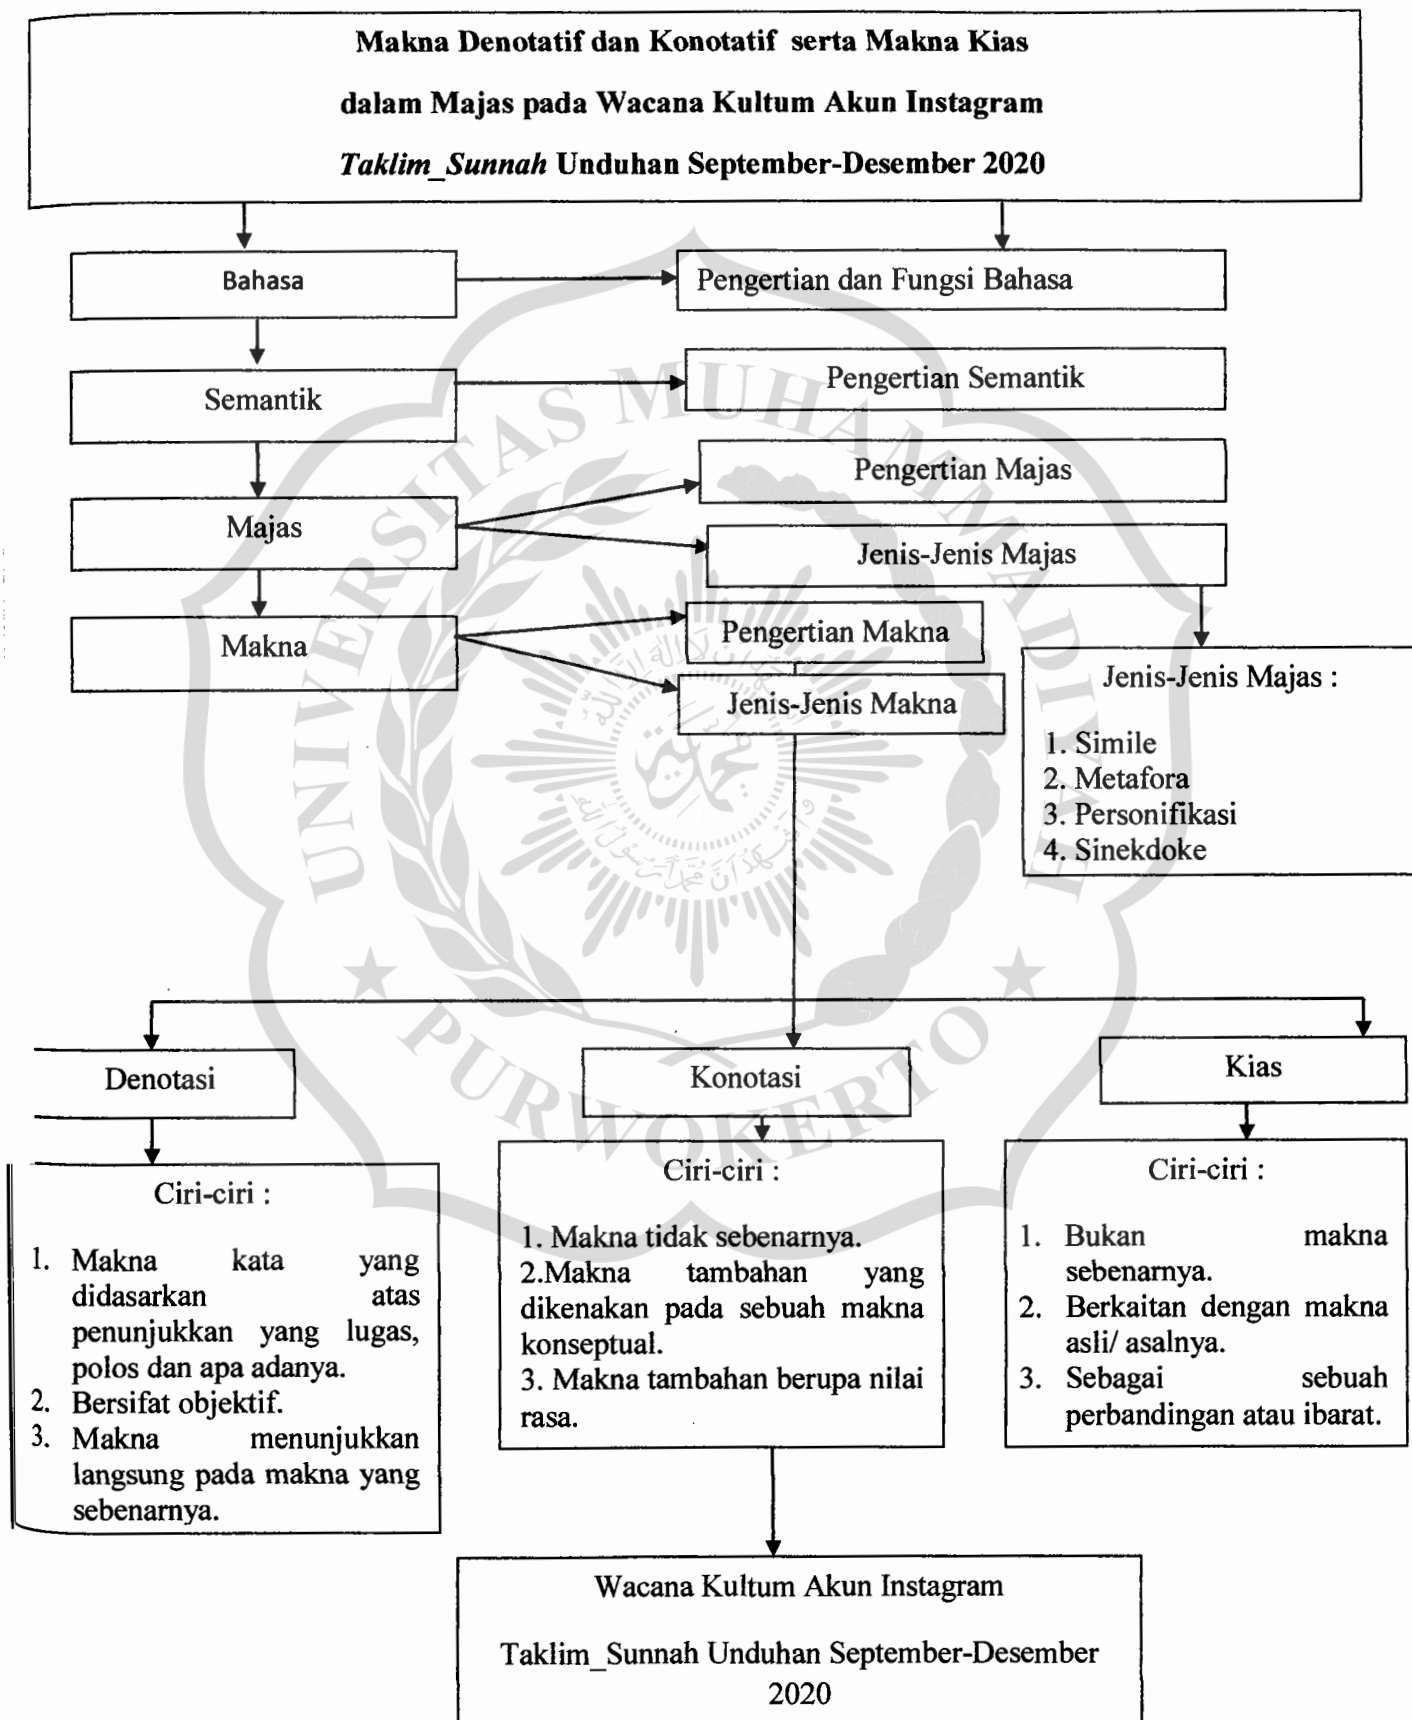 Makna Denotatif dan Konotatif serta Makna Kias
dalam Majas pada Wacana Kultum Akun Instagram
Taklim_Sunnah Unduhan September-Desember 2020
Bahasa
Pengertian dan Fungsi Bahasa
Semantik
Pengertian Semantik
Majas
Pengertian Majas
Jenis-Jenis Majas
Makna
Pengertian Makna
Jenis-Jenis Makna
Jenis-Jenis Majas :
1. Simile
2. Metafora
3. Personifikasi
4. Sinekdoke
UNIVERSITAS MUHAMMADIYAH
PURWOKERTO
Denotasi
Konotasi
Kias
Ciri-ciri :
1. Makna kata yang
didasarkan atas
penunjukkan yang lugas,
polos dan apa adanya.
2. Bersifat objektif.
3. Makna menunjukkan
langsung pada makna yang
sebenarnya.
Ciri-ciri :
1. Makna tidak sebenarnya.
2.Makna tambahan yang
dikenakan pada sebuah makna
konseptual.
3. Makna tambahan berupa nilai
rasa.
Ciri-ciri :
1. Bukan makna
sebenarnya.
2. Berkaitan dengan makna
asli/ asalnya.
3. Sebagai sebuah
perbandingan atau ibarat.
Wacana Kultum Akun Instagram
Taklim_Sunnah Unduhan September-Desember
2020